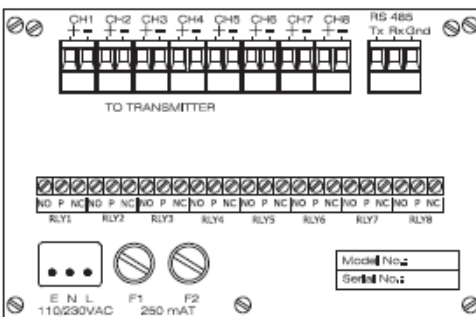 CH1 CH2 CH3 CH4 CH5 CH6 CH7 CH8 RS 485
+ - + - + - + - + - + - + - + - Tx Rx Gnd
TO TRANSMITTER
NO P NC NO P NC NO P NC NO P NC NO P NC NO P NC NO P NC NO P NC
RLY1 RLY2 RLY3 RLY4 RLY5 RLY6 RLY7 RLY8
Model No.:
Serial No.:
E N L F1 F2
110/230VAC 250 mAT